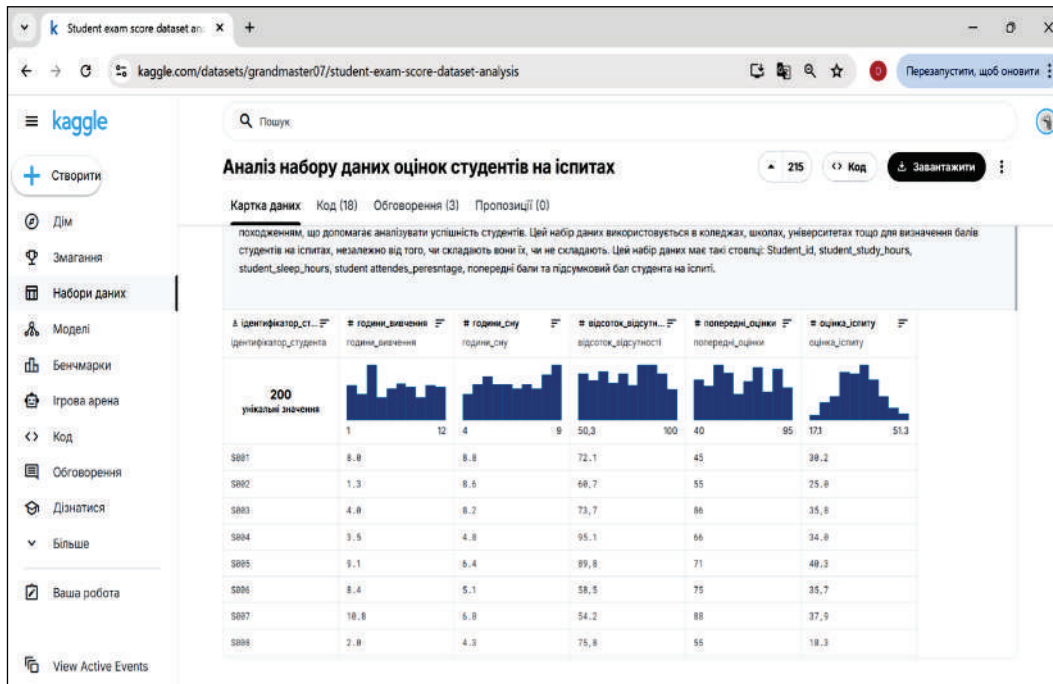 Student exam score dataset an
kaggle.com/datasets/grandmaster07/student-exam-score-dataset-analysis
Перезапустити, щоб оновити
kaggle
Пошук
Створити
Дім
Змагання
Набори даних
Моделі
Бенчмарки
Ігрова арена
Код
Обговорення
Дізнатися
Більше
Ваша робота
View Active Events
Аналіз набору даних оцінок студентів на іспитах
215
Код
Завантажити
Картка даних Код (18) Обговорення (3) Пропозиції (0)
походженням, що допомагає аналізувати успішність студентів. Цей набір даних використовується в коледжах, школах, університетах тощо для визначення балів
студентів на іспитах, незалежно від того, чи складають вони їх, чи не складають. Цей набір даних має такі стовпці: Student_id, student_study_hours,
student_sleep_hours, student attendes_peresntage, попередні бали та підсумковий бал студента на іспиті.
ідентифікатор_ст... # години_вивчення # години_сну # відсоток_відсутн... # попередні_оцінки # оцінка_іспиту
ідентифікатор_студента години_вивчення години_сну відсоток_відсутності попередні_оцінки оцінка_іспиту
200
унікальні значення
1 12 4 9 50,3 100 40 95 17.1 51.3
S001 8.0 8.8 72.1 45 30.2
S002 1.3 8.6 60,7 55 25.0
S003 4.0 8.2 73,7 86 35,8
S004 3.5 4.8 95.1 66 34.0
S005 9.1 6.4 89,8 71 40,3
S006 8.4 5.1 58,5 75 35,7
S007 10.8 6.0 54.2 88 37,9
S008 2.0 4.3 75,8 55 18.3